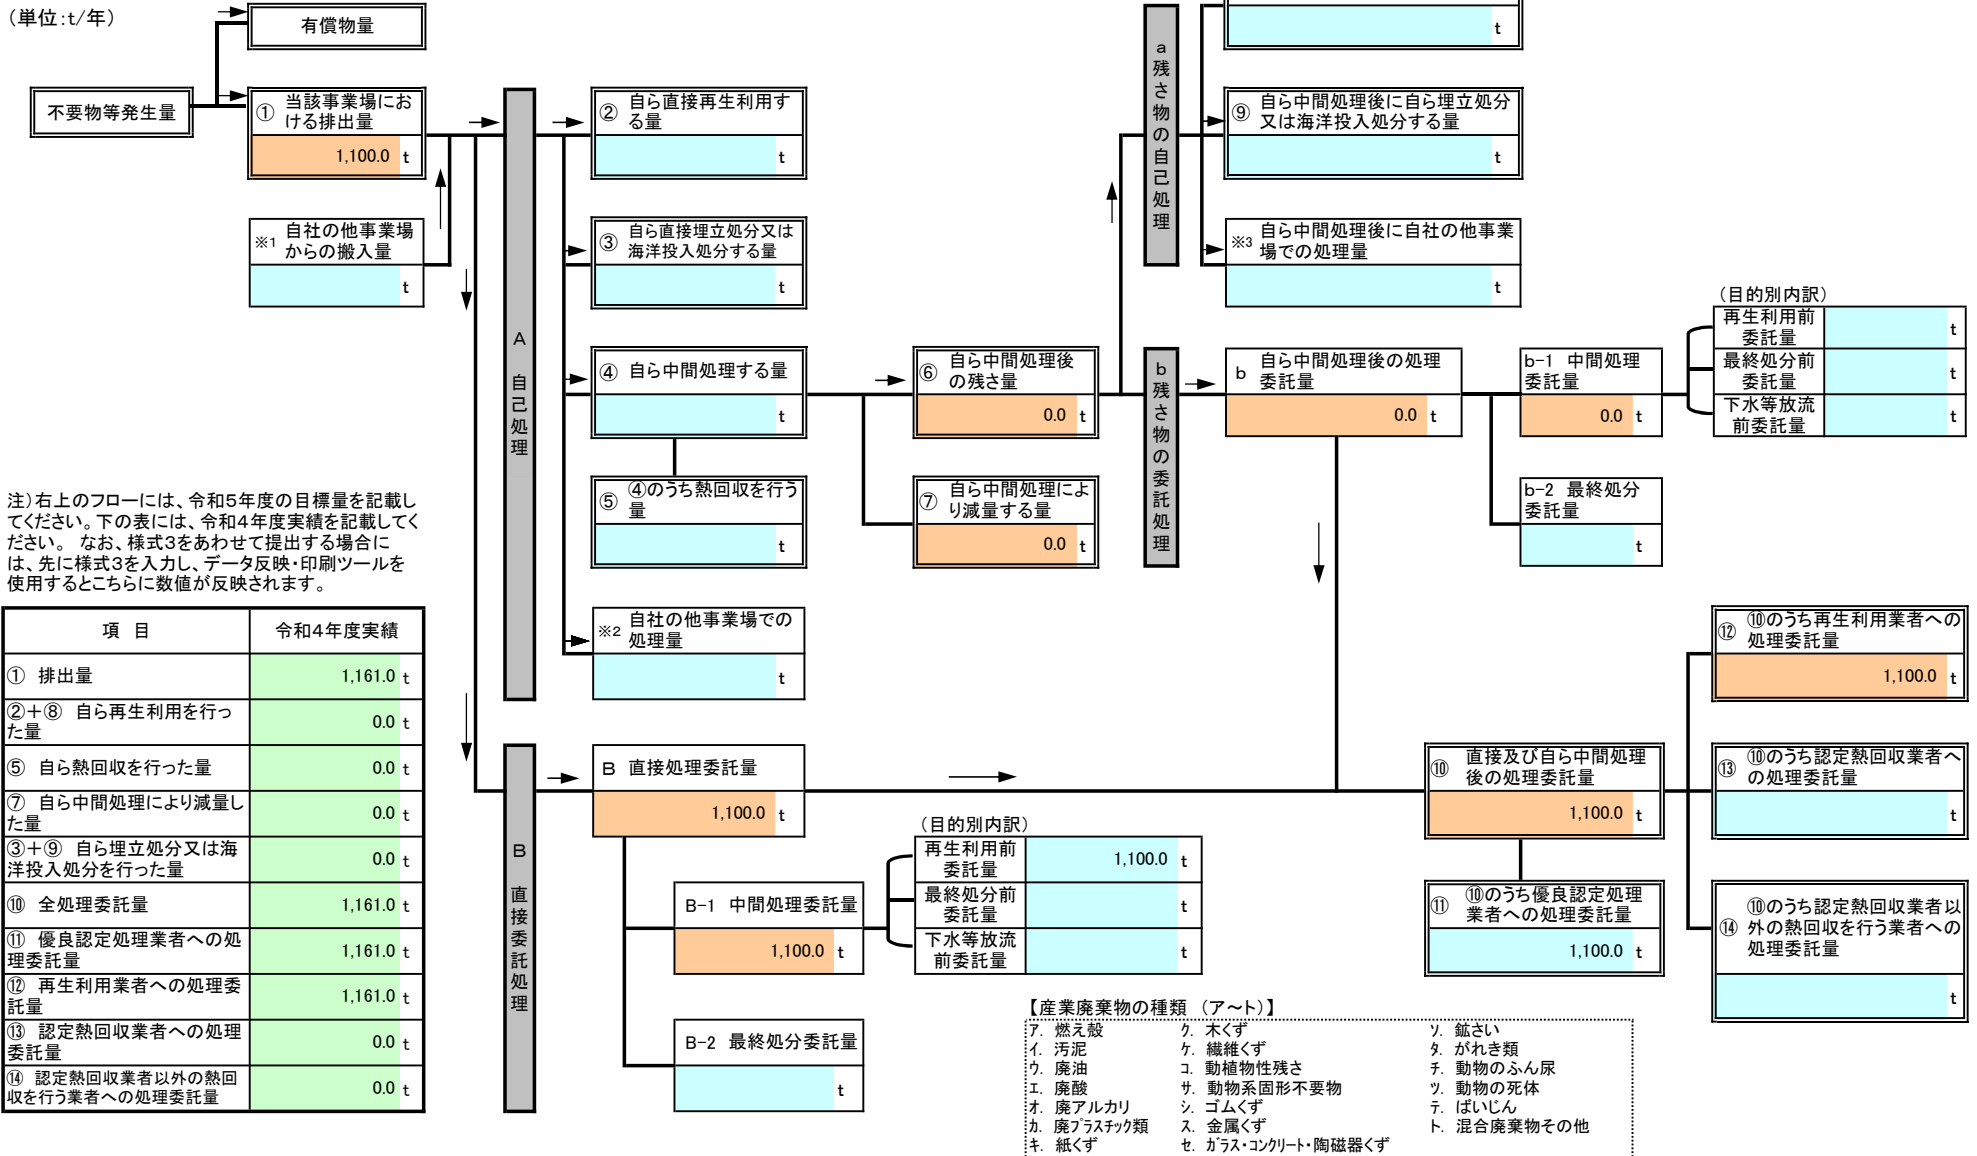 （単位：t/年）
有償物量
不要物等発生量
① 当該事業場にお
ける排出量
1,100.0 t
※1 自社の他事業場
からの搬入量
t
A 自己処理
② 自ら直接再生利用す
る量
t
③ 自ら直接埋立処分又は
海洋投入処分する量
t
④ 自ら中間処理する量
t
⑤ ④のうち熱回収を行う
量
t
※2 自社の他事業場での
処理量
t
⑥ 自ら中間処理後
の残さ量
0.0 t
⑦ 自ら中間処理によ
り減量する量
0.0 t
a 残さ物の自己処理
t
⑨ 自ら中間処理後に自ら埋立処分
又は海洋投入処分する量
t
※3 自ら中間処理後に自社の他事業
場での処理量
t
b 残さ物の委託処理
b 自ら中間処理後の処理
委託量
0.0 t
b-1 中間処理
委託量
0.0 t
（目的別内訳）
再生利用前
委託量
t
最終処分前
委託量
t
下水等放流
前委託量
t
b-2 最終処分
委託量
t
注）右上のフローには、令和５年度の目標量を記載し
てください。下の表には、令和４年度実績を記載してく
ださい。 なお、様式３をあわせて提出する場合に
は、先に様式３を入力し、データ反映・印刷ツールを
使用するとこちらに数値が反映されます。
項 目 令和４年度実績
① 排出量 1,161.0 t
②＋⑧ 自ら再生利用を行っ
た量 0.0 t
⑤ 自ら熱回収を行った量 0.0 t
⑦ 自ら中間処理により減量し
た量 0.0 t
③＋⑨ 自ら埋立処分又は海
洋投入処分を行った量 0.0 t
⑩ 全処理委託量 1,161.0 t
⑪ 優良認定処理業者への処
理委託量 1,161.0 t
⑫ 再生利用業者への処理委
託量 1,161.0 t
⑬ 認定熱回収業者への処理
委託量 0.0 t
⑭ 認定熱回収業者以外の熱回
収を行う業者への処理委託量 0.0 t
B 直接委託処理
B 直接処理委託量
1,100.0 t
B-1 中間処理委託量
1,100.0 t
（目的別内訳）
再生利用前
委託量
1,100.0 t
最終処分前
委託量
t
下水等放流
前委託量
t
B-2 最終処分委託量
t
⑩ 直接及び自ら中間処理
後の処理委託量
1,100.0 t
⑪ ⑩のうち優良認定処理
業者への処理委託量
1,100.0 t
⑫ ⑩のうち再生利用業者への
処理委託量
1,100.0 t
⑬ ⑩のうち認定熱回収業者へ
の処理委託量
t
⑭ ⑩のうち認定熱回収業者以
外の熱回収を行う業者への
処理委託量
t
【産業廃棄物の種類 （ア～ト）】
ア. 燃え殻 ク. 木くず ソ. 鉱さい
イ. 汚泥 ケ. 繊維くず タ. がれき類
ウ. 廃油 コ. 動植物性残さ チ. 動物のふん尿
エ. 廃酸 サ. 動物系固形不要物 ツ. 動物の死体
オ. 廃アルカリ シ. ゴムくず テ. ばいじん
カ. 廃プラスチック類 ス. 金属くず ト. 混合廃棄物その他
キ. 紙くず セ. ガラス・コンクリート・陶磁器くず